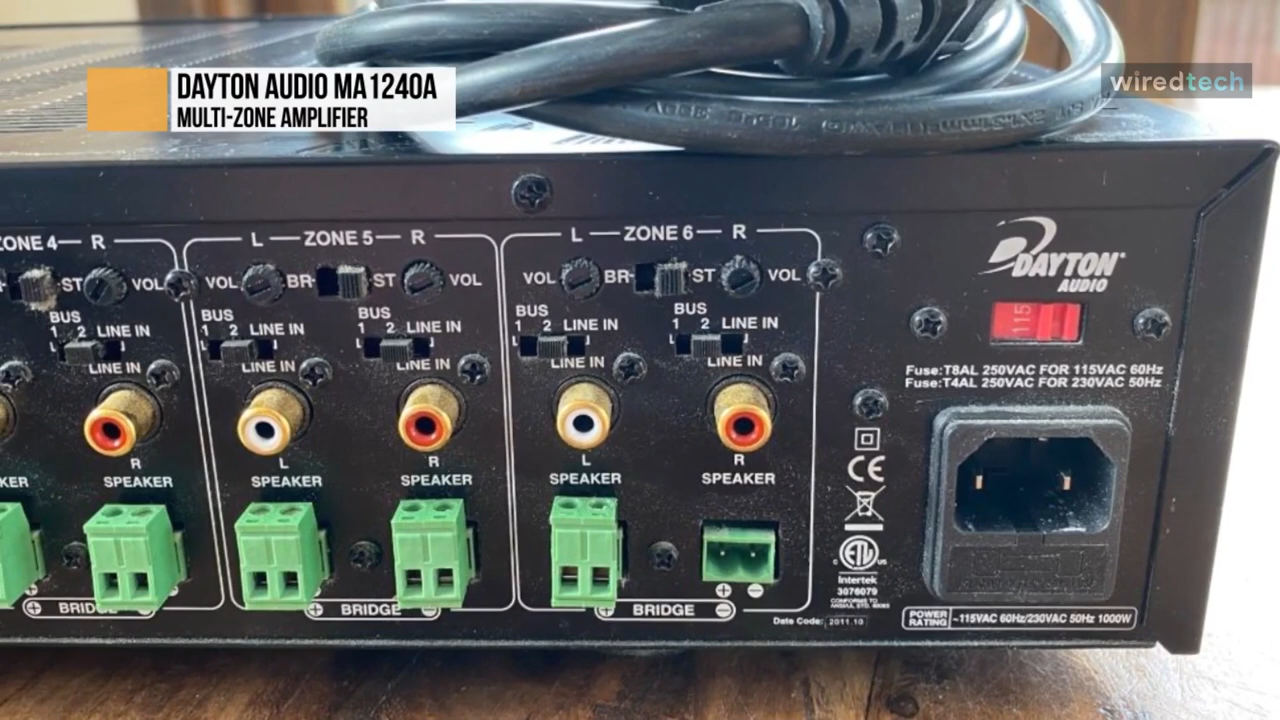 DAYTON AUDIO MA1240A
MULTI-ZONE AMPLIFIER
wiredtech
ZONE 4 R
L ZONE 5 R
L ZONE 6 R
ST VOL
VOL BR ST VOL
VOL BR ST VOL
BUS
1 2 LINE IN
BUS
1 2 LINE IN
BUS
1 2 LINE IN
BUS
1 2 LINE IN
BUS
1 2 LINE IN
LINE IN
LINE IN
LINE IN
LINE IN
LINE IN
R
L
R
L
R
SPEAKER
SPEAKER
SPEAKER
SPEAKER
SPEAKER
+ BRIDGE −
+ BRIDGE −
+ −
+ BRIDGE −
DAYTON
AUDIO
115
Fuse:T8AL 250VAC FOR 115VAC 60Hz
Fuse:T4AL 250VAC FOR 230VAC 50Hz
CE
ETL
C US
Intertek
3076079
CONFORMS TO
Date Code: 2011.10
POWER RATING ~115VAC 60Hz/230VAC 50Hz 1000W